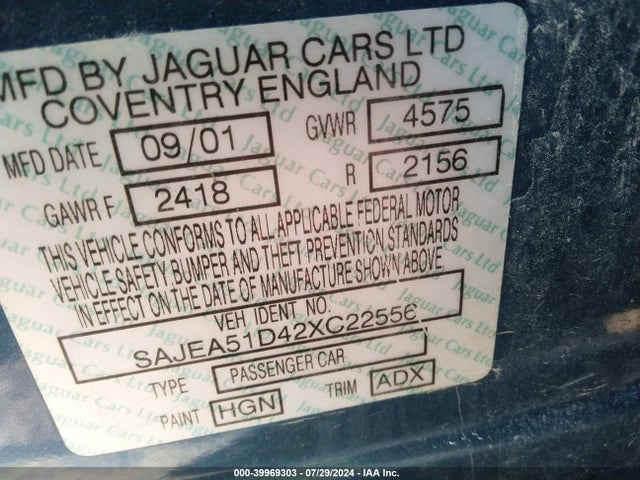 MFD BY JAGUAR CARS LTD
COVENTRY ENGLAND
MFD DATE 09/01 GVWR 4575
GAWR F 2418 R 2156
THIS VEHICLE CONFORMS TO ALL APPLICABLE FEDERAL MOTOR
VEHICLE SAFETY, BUMPER AND THEFT PREVENTION STANDARDS
IN EFFECT ON THE DATE OF MANUFACTURE SHOWN ABOVE
VEH IDENT NO.
SAJEA51D42XC22556
TYPE PASSENGER CAR
PAINT HGN TRIM ADX
000-39969303 - 07/29/2024 - IAA Inc.